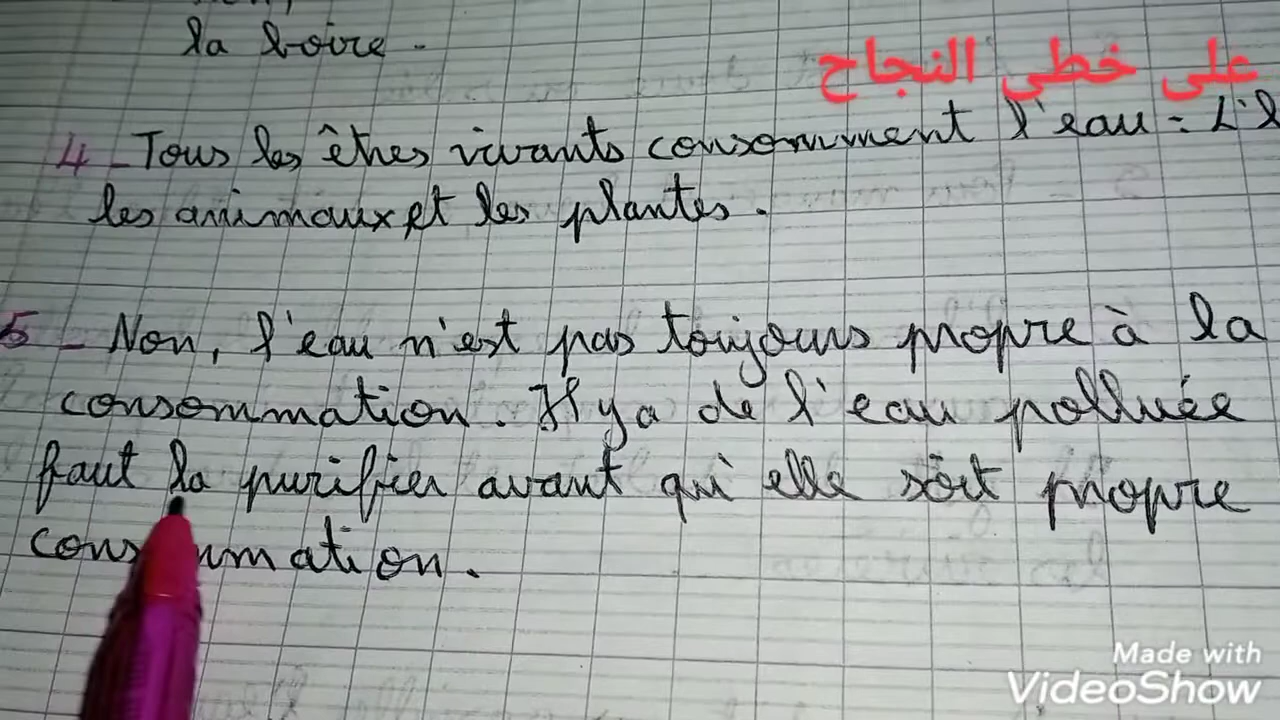 la boire.
على خطى النجاح
4 - Tous les êtres vivants consomment l'eau : L'
les animaux et les plantes.
5 - Non, l'eau n'est pas toujours propre à la
consommation. Il y a de l'eau polluée
faut la purifier avant qu'elle soit propre
consommation.
Made with
VideoShow